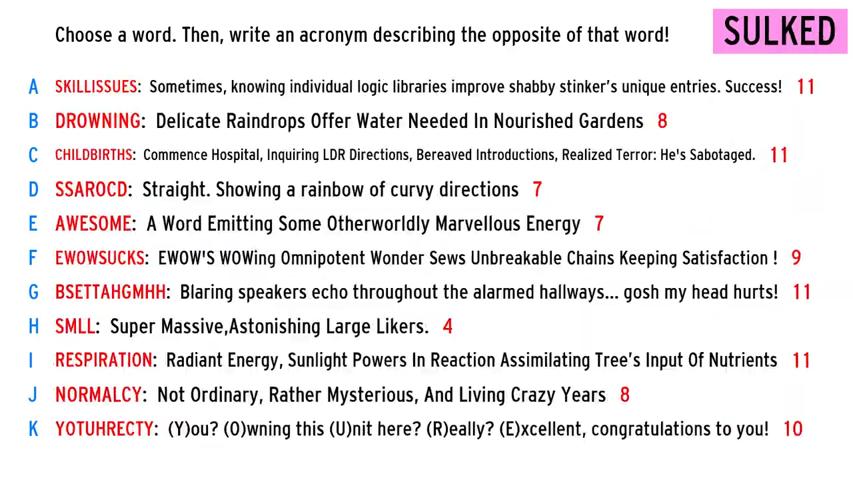 Choose a word. Then, write an acronym describing the opposite of that word!
SULKED
A SKILLISSUES: Sometimes, knowing individual logic libraries improve shabby stinker's unique entries. Success! 11
B DROWNING: Delicate Raindrops Offer Water Needed In Nourished Gardens 8
C CHILDBIRTHS: Commence Hospital, Inquiring LDR Directions, Bereaved Introductions, Realized Terror: He's Sabotaged. 11
D SSAROCD: Straight. Showing a rainbow of curvy directions 7
E AWESOME: A Word Emitting Some Otherworldly Marvellous Energy 7
F EWOWSUCKS: EWOW'S WOWing Omnipotent Wonder Sews Unbreakable Chains Keeping Satisfaction ! 9
G BSETTAHGMHH: Blaring speakers echo throughout the alarmed hallways... gosh my head hurts! 11
H SMLL: Super Massive,Astonishing Large Likers. 4
I RESPIRATION: Radiant Energy, Sunlight Powers In Reaction Assimilating Tree's Input Of Nutrients 11
J NORMALCY: Not Ordinary, Rather Mysterious, And Living Crazy Years 8
K YOTUHRECTY: (Y)ou? (O)wning this (U)nit here? (R)eally? (E)xcellent, congratulations to you! 10